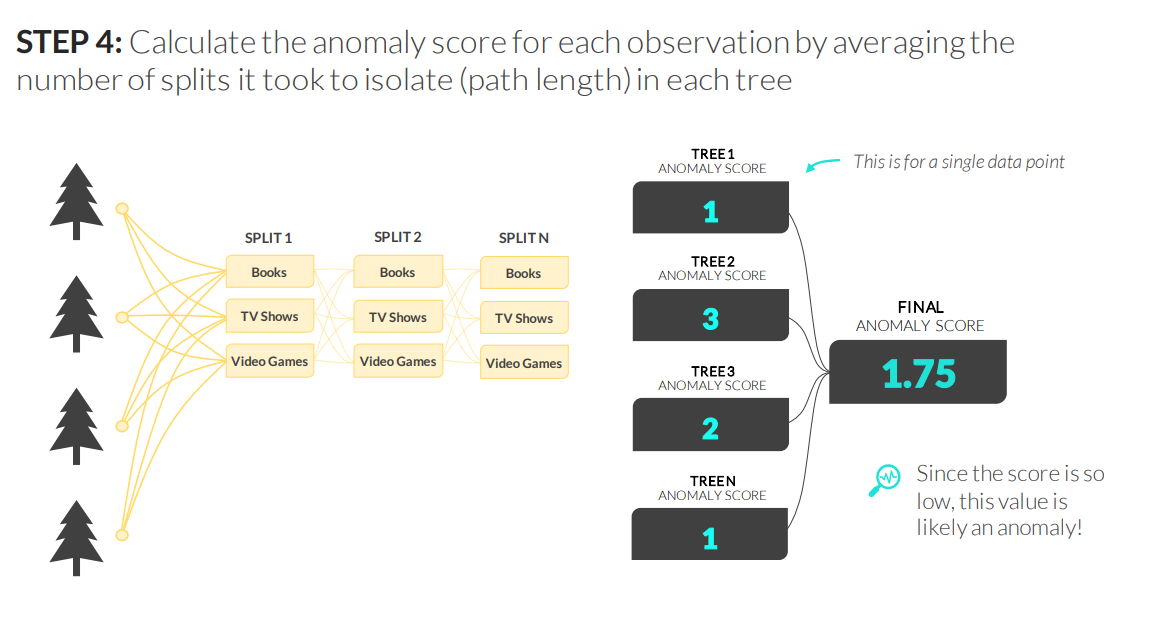 STEP 4: Calculate the anomaly score for each observation by averaging the
number of splits it took to isolate (path length) in each tree
SPLIT 1
SPLIT 2
SPLIT N
Books
Books
Books
TV Shows
TV Shows
TV Shows
Video Games
Video Games
Video Games
TREE 1
ANOMALY SCORE
1
This is for a single data point
TREE 2
ANOMALY SCORE
3
TREE 3
ANOMALY SCORE
2
TREE N
ANOMALY SCORE
1
FINAL
ANOMALY SCORE
1.75
Since the score is so
low, this value is
likely an anomaly!